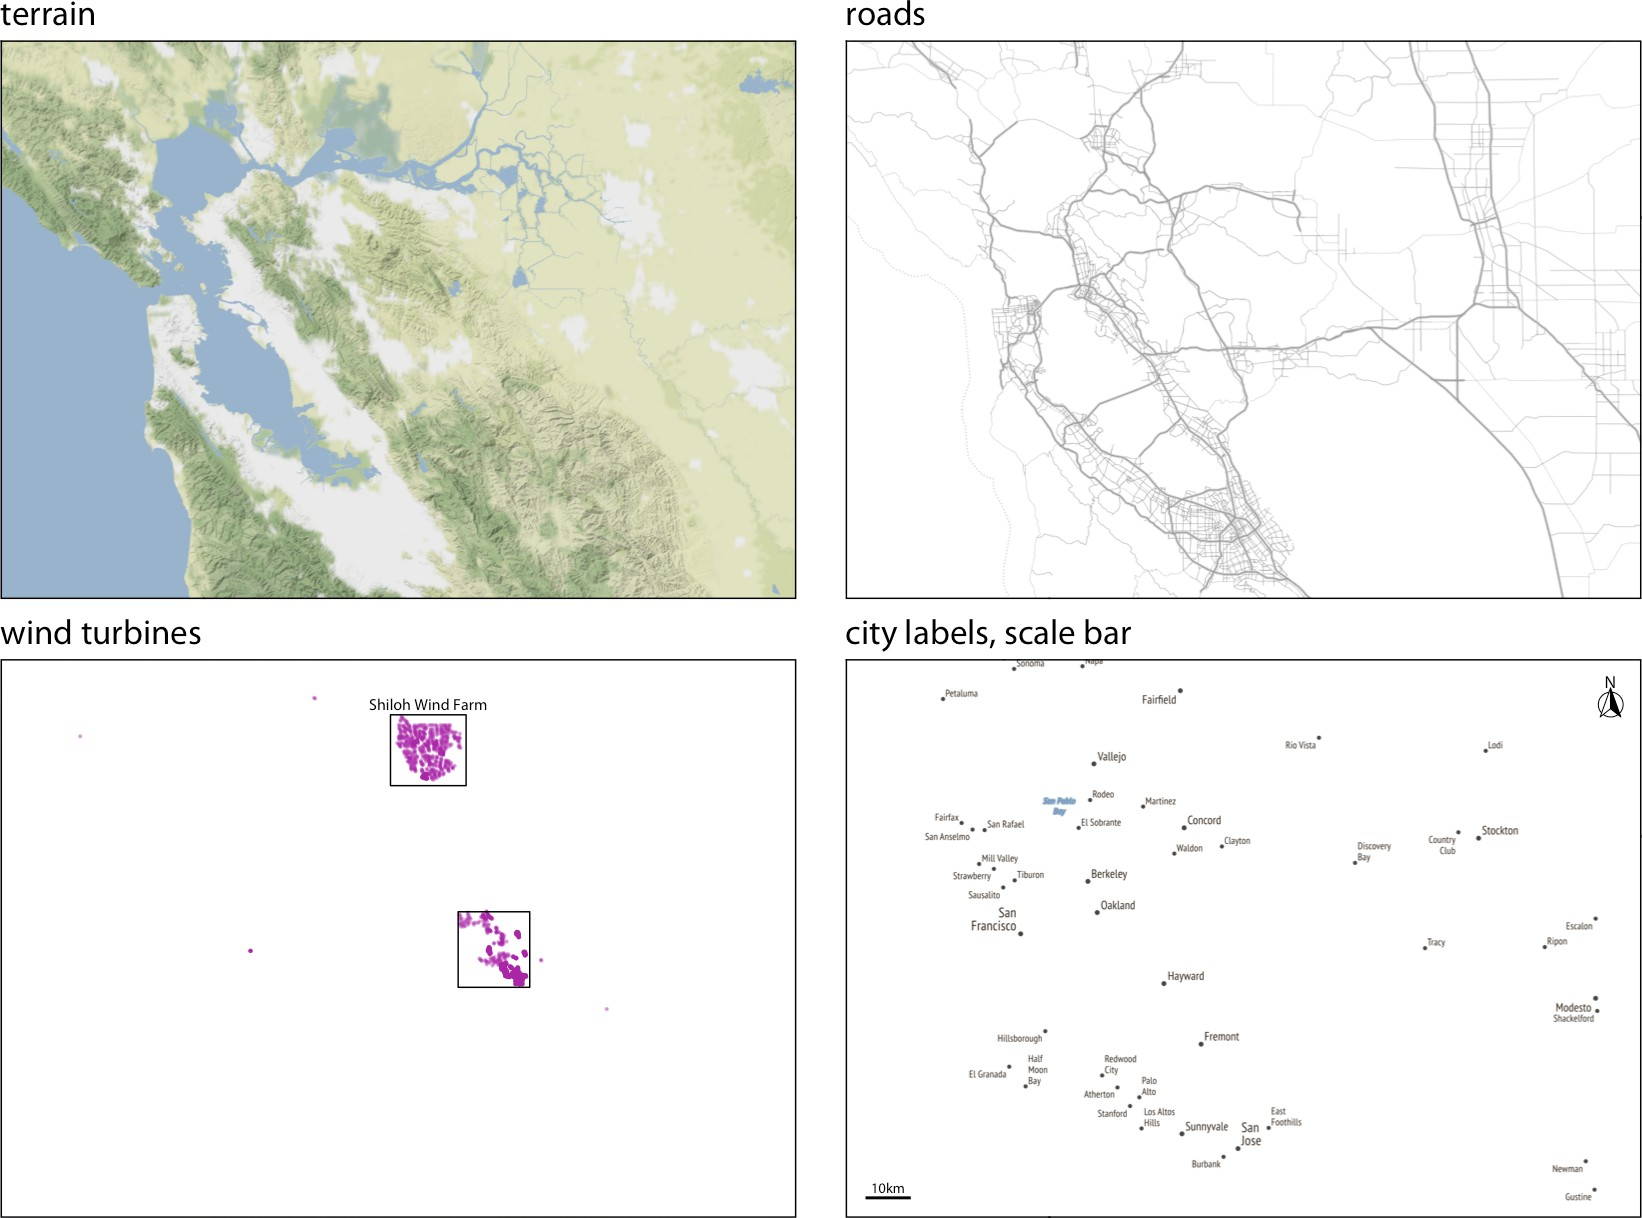 terrain
roads
wind turbines
Shiloh Wind Farm
city labels, scale bar
Sonoma
Napa
N
Petaluma
Fairfield
Rio Vista
Lodi
Vallejo
Rodeo
San Pablo
Bay
Martinez
Fairfax
San Anselmo
San Rafael
El Sobrante
Concord
Waldon
Clayton
Country
Club
Stockton
Discovery
Bay
Mill Valley
Strawberry
Tiburon
Sausalito
Berkeley
San
Francisco
Oakland
Escalon
Tracy
Ripon
Hayward
Modesto
Shackelford
Hillsborough
Fremont
El Granada
Half
Moon
Bay
Redwood
City
Atherton
Palo
Alto
Stanford
Los Altos
Hills
Sunnyvale
San
Jose
East
Foothills
Burbank
Newman
Gustine
10km